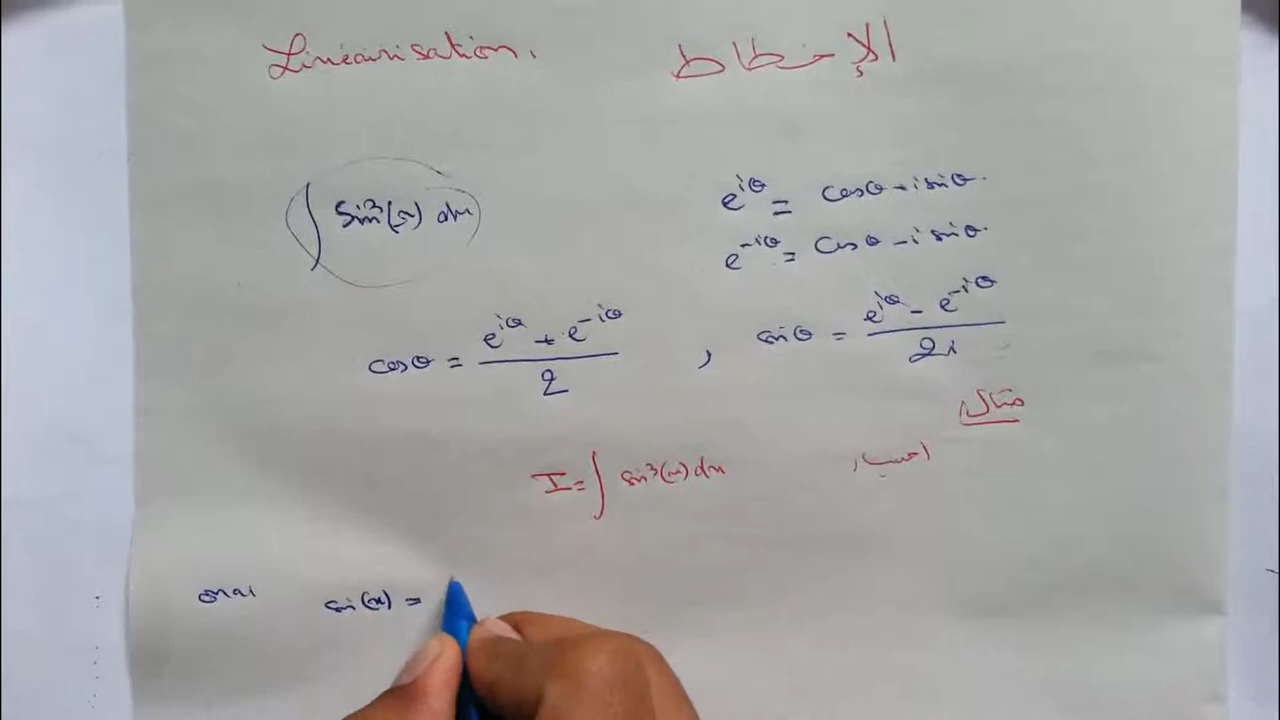 Linéarisation. الإخطاط
∫ sin³(x) dx
e^{iθ} = cosθ + i sinθ.
e^{-iθ} = cosθ - i sinθ.
cosθ = (e^{iθ} + e^{-iθ})/2 , sinθ = (e^{iθ} - e^{-iθ})/2i
مثال
احسب I = ∫ sin³(x) dx
on a: sin(x) =